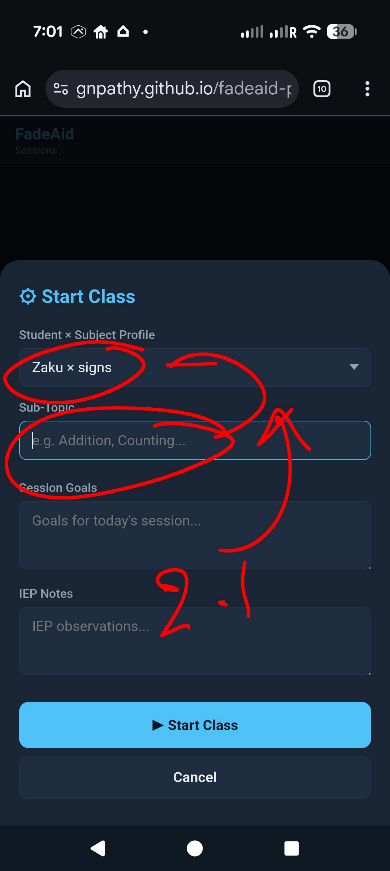 7:01
R
36
gnpathy.github.io/fadeaid-p
10
FadeAid
Sessions
Start Class
Student × Subject Profile
Zaku × signs
Sub-Topic
e.g. Addition, Counting...
Session Goals
Goals for today's session...
2.1
IEP Notes
IEP observations...
▶ Start Class
Cancel